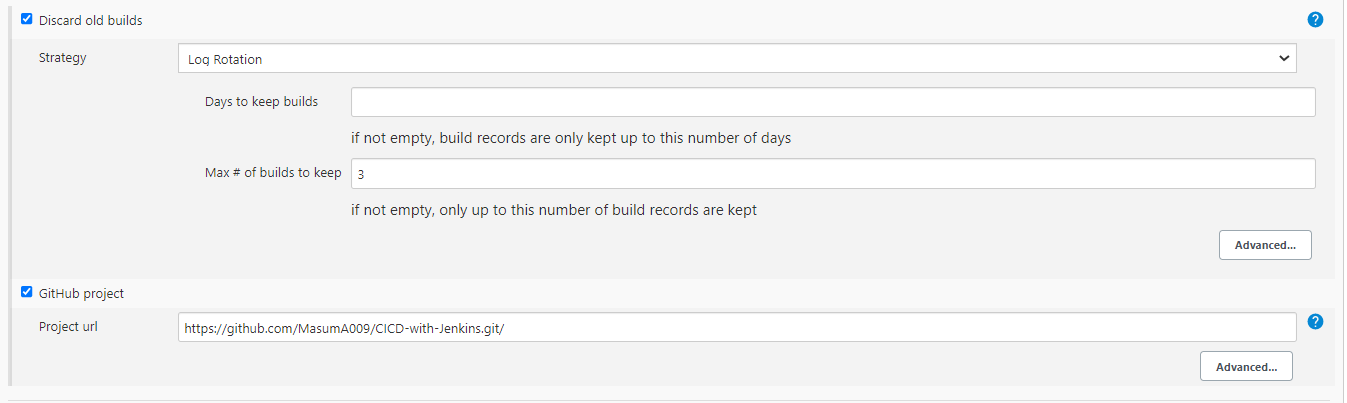 Discard old builds
Strategy
Log Rotation
Days to keep builds
if not empty, build records are only kept up to this number of days
Max # of builds to keep
3
if not empty, only up to this number of build records are kept
Advanced...
GitHub project
Project url
https://github.com/MasumA009/CICD-with-Jenkins.git/
Advanced...